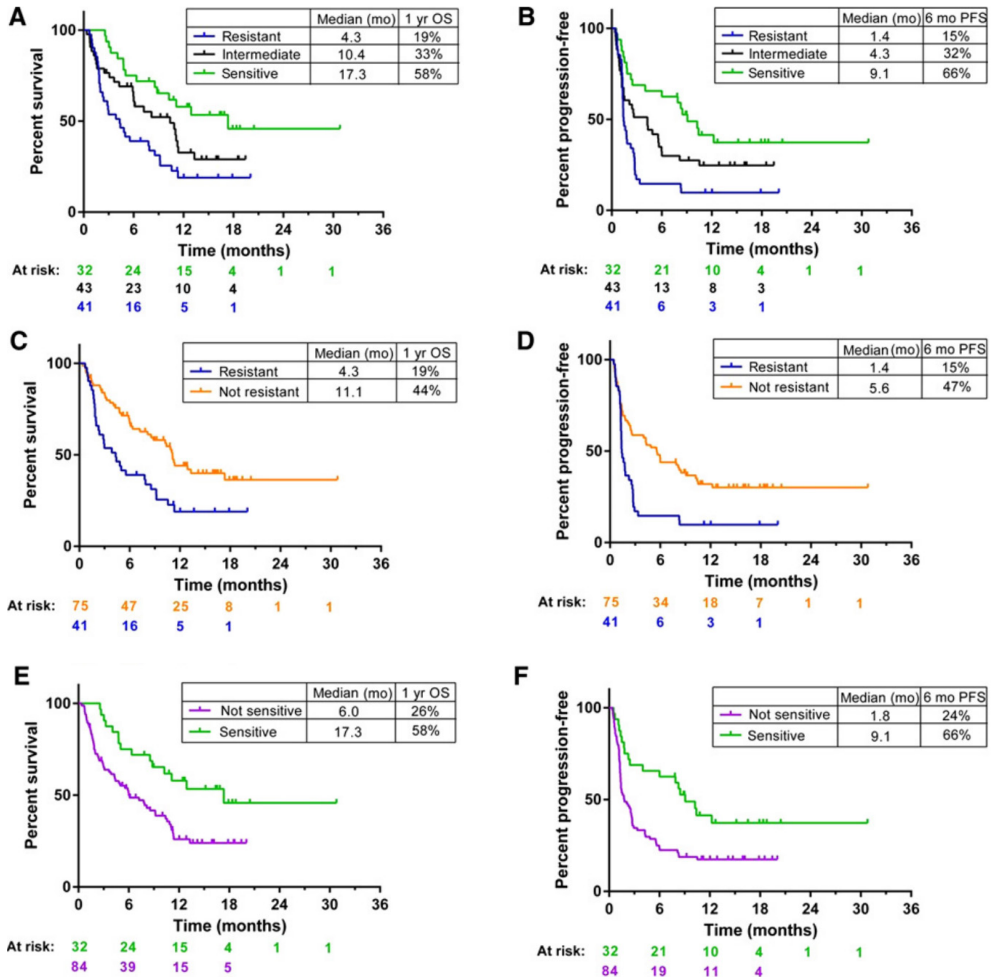 A
Median (mo) 1 yr OS
Resistant 4.3 19%
Intermediate 10.4 33%
Sensitive 17.3 58%
Percent survival
100
50
0
0 6 12 18 24 30 36
Time (months)
At risk: 32 24 15 4 1 1
43 23 10 4
41 16 5 1
B
Median (mo) 6 mo PFS
Resistant 1.4 15%
Intermediate 4.3 32%
Sensitive 9.1 66%
Percent progression-free
100
50
0
0 6 12 18 24 30 36
Time (months)
At risk: 32 21 10 4 1 1
43 13 8 3
41 6 3 1
C
Median (mo) 1 yr OS
Resistant 4.3 19%
Not resistant 11.1 44%
Percent survival
100
50
0
0 6 12 18 24 30 36
Time (months)
At risk: 75 47 25 8 1 1
41 16 5 1
D
Median (mo) 6 mo PFS
Resistant 1.4 15%
Not resistant 5.6 47%
Percent progression-free
100
50
0
0 6 12 18 24 30 36
Time (months)
At risk: 75 34 18 7 1 1
41 6 3 1
E
Median (mo) 1 yr OS
Not sensitive 6.0 26%
Sensitive 17.3 58%
Percent survival
100
50
0
0 6 12 18 24 30 36
Time (months)
At risk: 32 24 15 4 1 1
84 39 15 5
F
Median (mo) 6 mo PFS
Not sensitive 1.8 24%
Sensitive 9.1 66%
Percent progression-free
100
50
0
0 6 12 18 24 30 36
Time (months)
At risk: 32 21 10 4 1 1
84 19 11 4